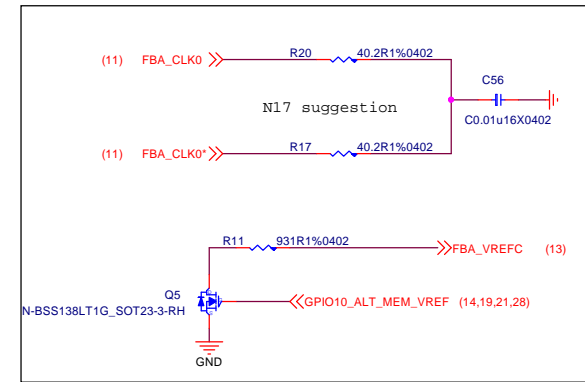 R20 40.2R1%0402
(11) FBA_CLK0
C56
N17 suggestion
C0.01u16X0402
R17 40.2R1%0402
(11) FBA_CLK0*
R11 931R1%0402
FBA_VREFC (13)
Q5
GPIO10_ALT_MEM_VREF (14,19,21,28)
N-BSS138LT1G_SOT23-3-RH
GND